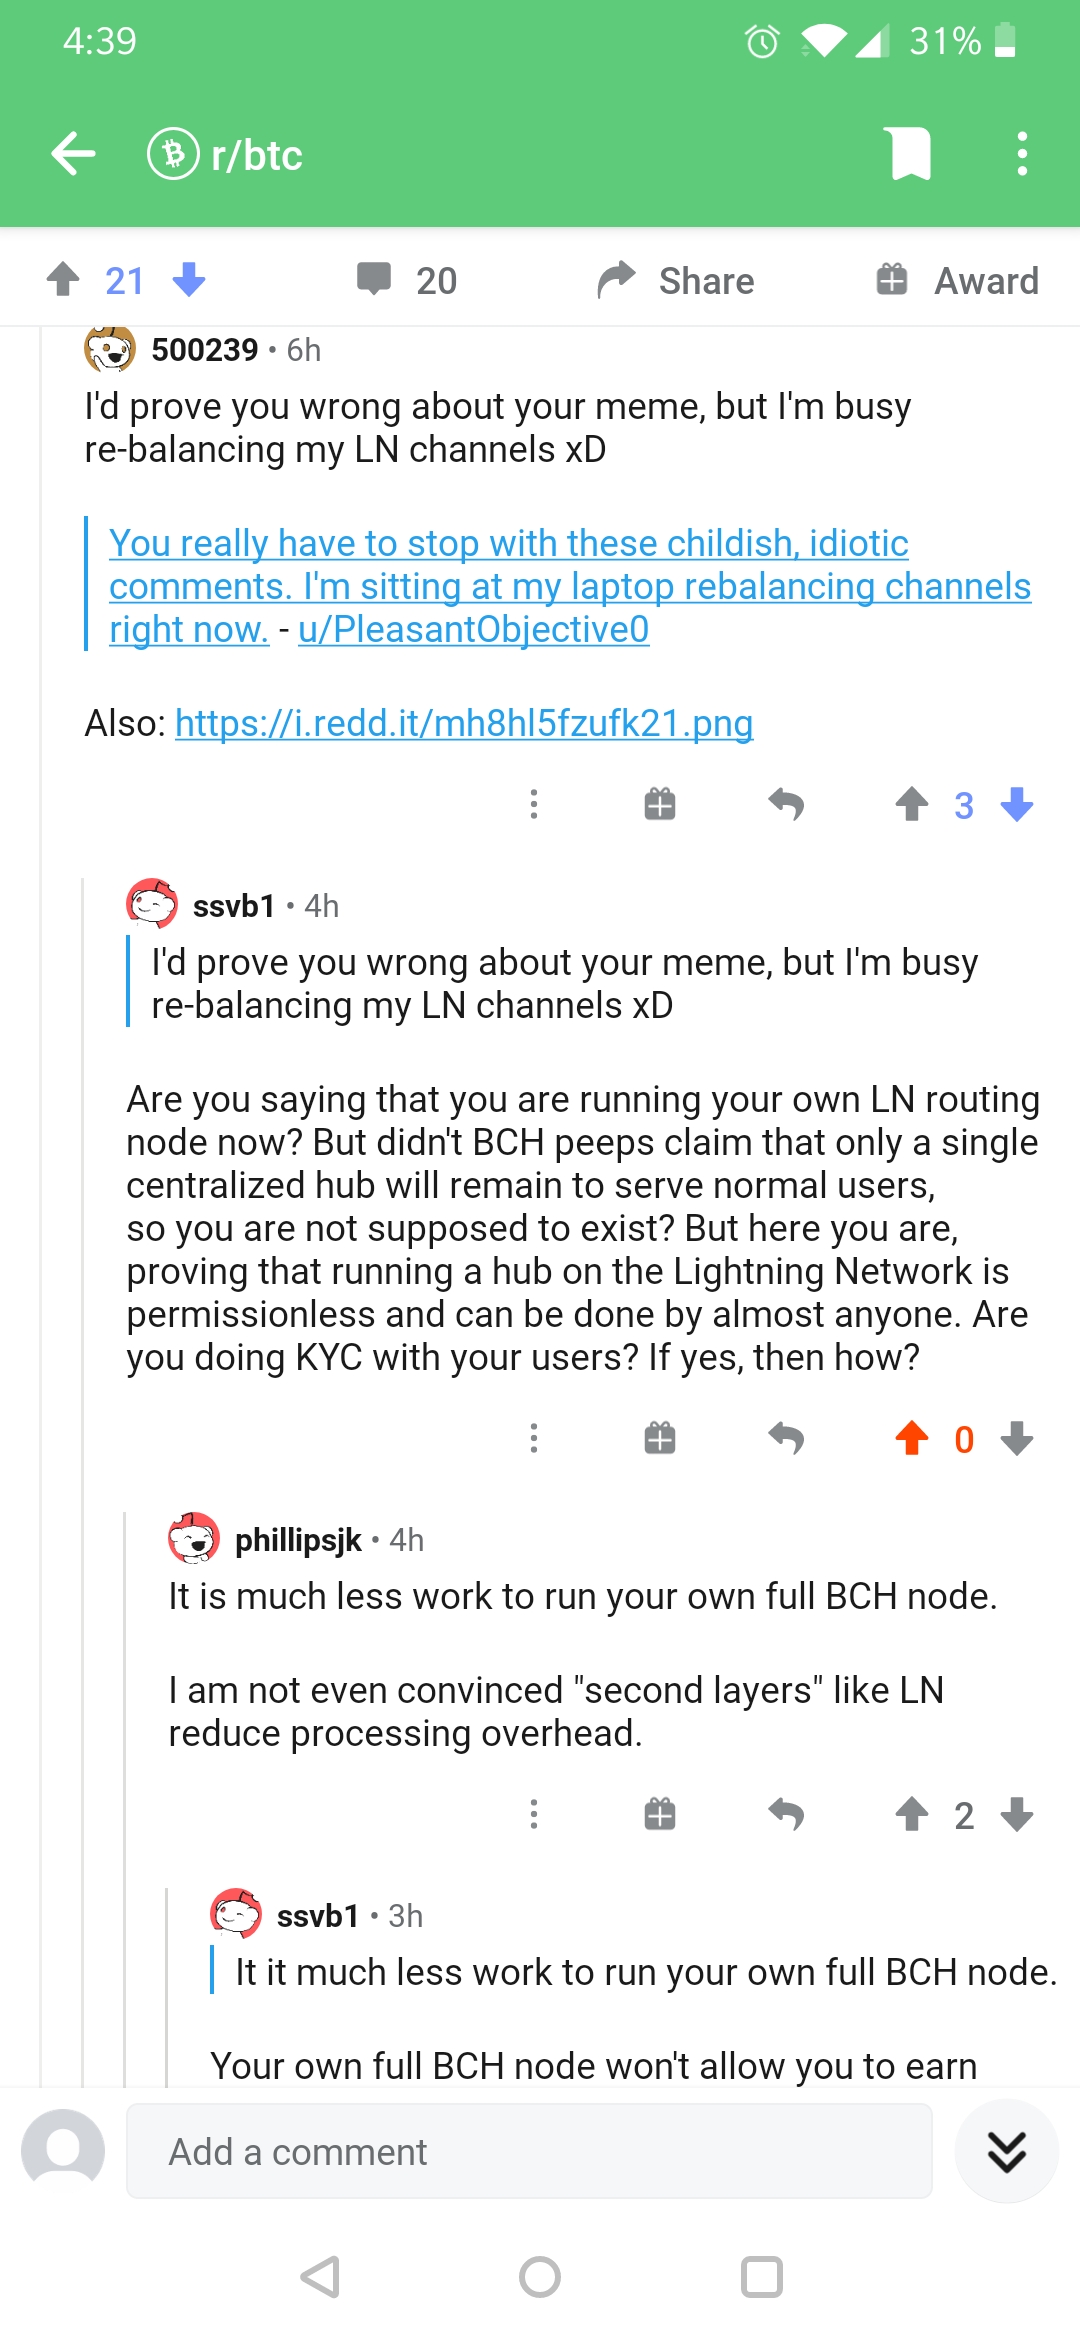 4:39
31%
r/btc
21
20
Share
Award
500239 • 6h
I'd prove you wrong about your meme, but I'm busy
re-balancing my LN channels xD
You really have to stop with these childish, idiotic
comments. I'm sitting at my laptop rebalancing channels
right now. - u/PleasantObjective0
Also: https://i.redd.it/mh8hl5fzufk21.png
3
ssvb1 • 4h
I'd prove you wrong about your meme, but I'm busy
re-balancing my LN channels xD
Are you saying that you are running your own LN routing
node now? But didn't BCH peeps claim that only a single
centralized hub will remain to serve normal users,
so you are not supposed to exist? But here you are,
proving that running a hub on the Lightning Network is
permissionless and can be done by almost anyone. Are
you doing KYC with your users? If yes, then how?
0
phillipsjk • 4h
It is much less work to run your own full BCH node.
I am not even convinced "second layers" like LN
reduce processing overhead.
2
ssvb1 • 3h
It it much less work to run your own full BCH node.
Your own full BCH node won't allow you to earn
Add a comment